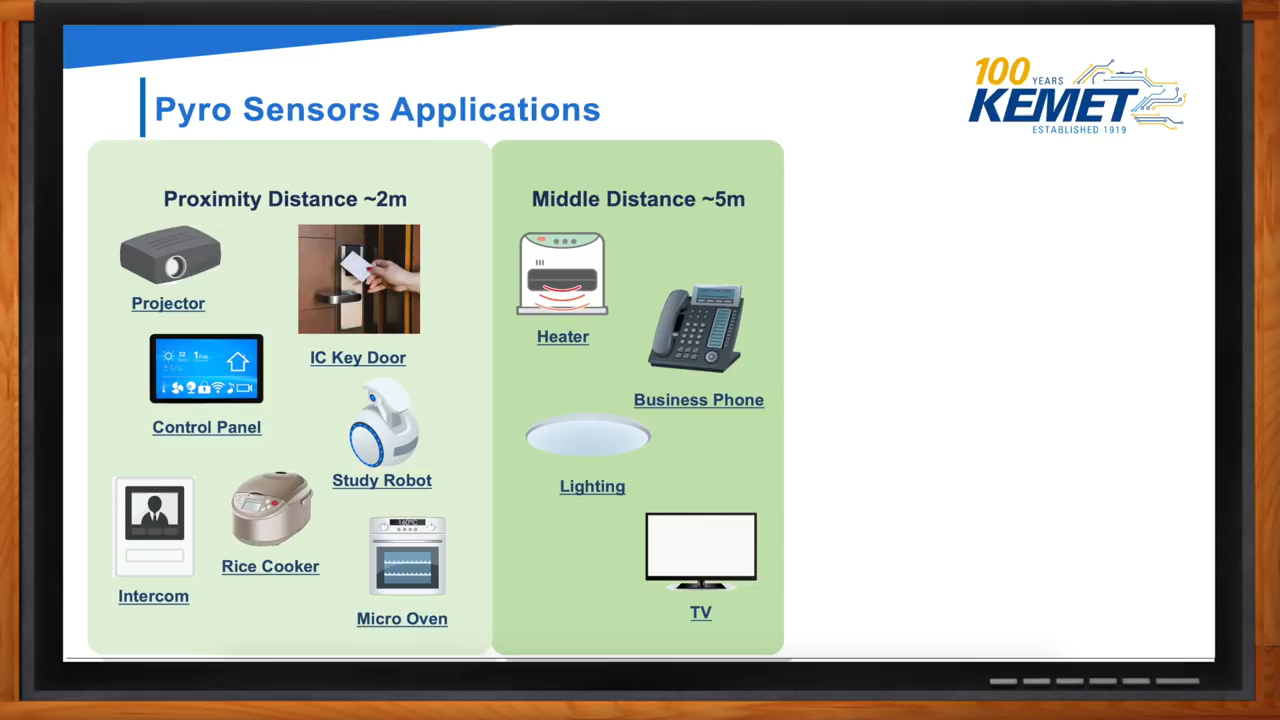 Pyro Sensors Applications
100 YEARS
KEMET
ESTABLISHED 1919
Proximity Distance ~2m
Projector
IC Key Door
Control Panel
Study Robot
Intercom
Rice Cooker
160°C
Micro Oven
Middle Distance ~5m
Heater
Business Phone
Lighting
TV